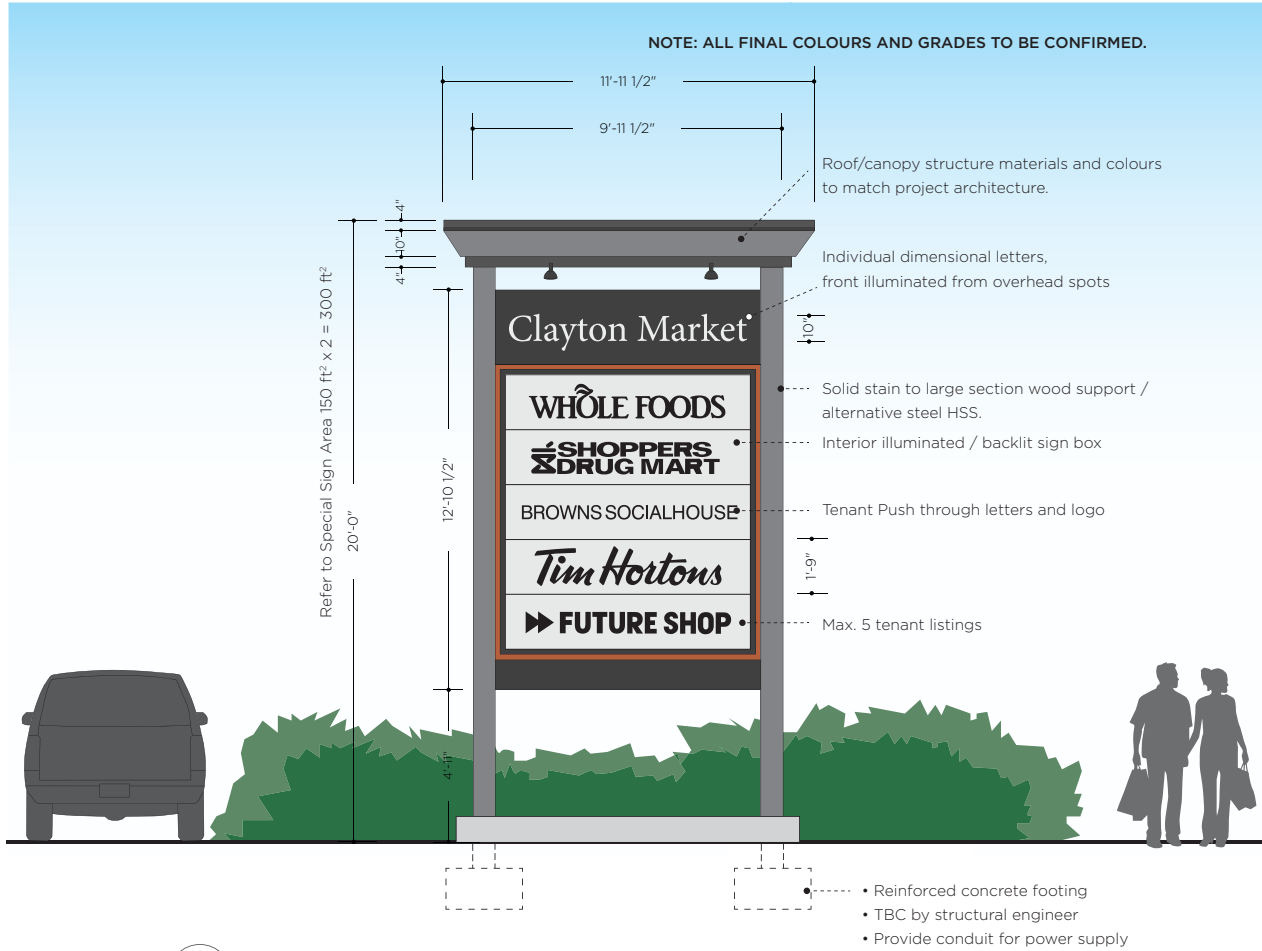 NOTE: ALL FINAL COLOURS AND GRADES TO BE CONFIRMED.
11'-11 1/2"
9'-11 1/2"
Roof/canopy structure materials and colours
to match project architecture.
4"
10"
4"
Individual dimensional letters,
front illuminated from overhead spots
Clayton Market
10"
Refer to Special Sign Area 150 ft² x 2 = 300 ft²
20'-0"
12'-10 1/2"
Solid stain to large section wood support /
alternative steel HSS.
WHOLE FOODS
Interior illuminated / backlit sign box
SHOPPERS
DRUG MART
BROWNS SOCIALHOUSE
Tenant Push through letters and logo
Tim Hortons
1'-9"
FUTURE SHOP
Max. 5 tenant listings
4'-11"
• Reinforced concrete footing
• TBC by structural engineer
• Provide conduit for power supply